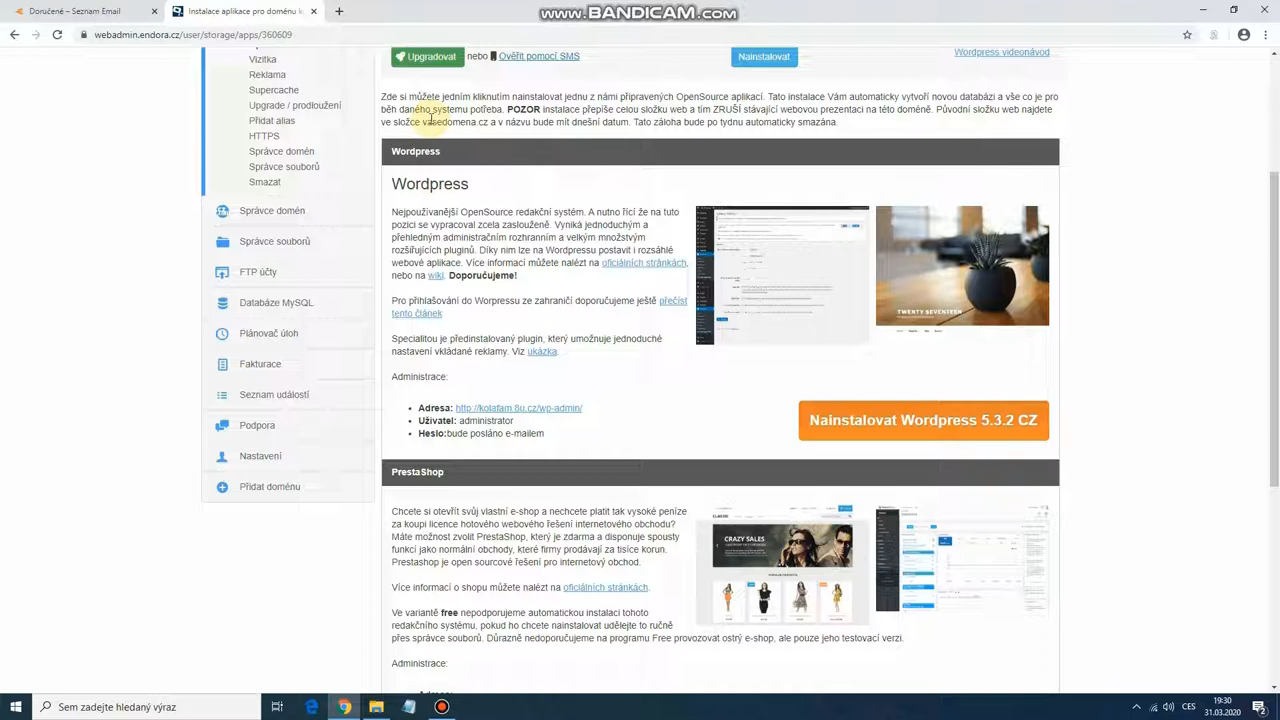 www.BANDICAM.com
Doručené – Seznam Email
Instalace aplikace pro doménu k
webadmin.endora.cz/user/storage/apps/360609
Vizitka
Reklama
Supercache
Upgrade / prodloužení
Přidat alias
HTTPS
Správce domén
Správce souborů
Smazat
Správce domén
Správce souborů
FTP účty
Databáze MySQL
Plánovač úloh
Fakturace
Seznam událostí
Podpora
Nastavení
Přidat doménu
Upgradovat nebo Ověřit pomocí SMS
Nainstalovat
Wordpress videonávod
Zde si můžete jedním kliknutím nainstalovat jednu z námi připravených OpenSource aplikací. Tato instalace Vám automaticky vytvoří novou databázi a vše co je pro
běh daného systemu potřeba. POZOR instalace přepíše celou složku web a tím ZRUŠÍ stávající webovou prezentaci na této doméně. Původní složku web najdete
ve složce vasedomena.cz a v názvu bude mít dnešní datum. Tato záloha bude po tydnu automaticky smazána.
Wordpress
Wordpress
Nejpoužívanější OpenSource redakční systém. A nutno říci že na tuto
pozici se vypracoval zcela zaslouženě. Vyniká jednoduchým a
přehledným administračním rozhraním a velkým množstvím
rozšiřujících pluginů. Díky nim lze na Wordpressu postavit i rozsáhlé
webové aplikace. Více informací můžete nalézt na oficiálních stránkách,
nebo na wiki. Doporučujeme!
Pro přihlašování do Worpressu ze zahraničí doporučujeme ještě přečíst
tento článek
Specialitou je předinstalovaný plugin, který umožnuje jednoduché
nastavení vkládané reklamy. Viz ukázka.
Administrace:
Adresa: http://kolafam.8u.cz/wp-admin/
Uživatel: administrator
Heslo:bude posláno e-mailem
TWENTY SEVENTEEN
Nainstalovat Wordpress 5.3.2 CZ
PrestaShop
Chcete si otevřít svůj vlastní e-shop a nechcete platit tak vysoké peníze
za koupi licence hotového webového řešení internetového obchodu?
Máte možnost zvolit PrestaShop, který je zdarma a disponuje spousty
funkcí jako normální obchody, které firmy prodávají za tisíce korun.
Prestashop je open sourcové řešení pro internetový obchod.
Více informací o shopu můžete nalézt na oficiálních stránkách.
Ve variantě free nepodporujeme automatickou instalaci tohoto
redakčního systému, pokud ho chcete nainstalovat udělejte to ručně
přes správce souborů. Důrazně nedoporučujeme na programu Free provozovat ostrý e-shop, ale pouze jeho testovací verzi.
Administrace:
CRAZY SALES
Sem zadejte hledaný výraz
CES
19:30
31.03.2020
2